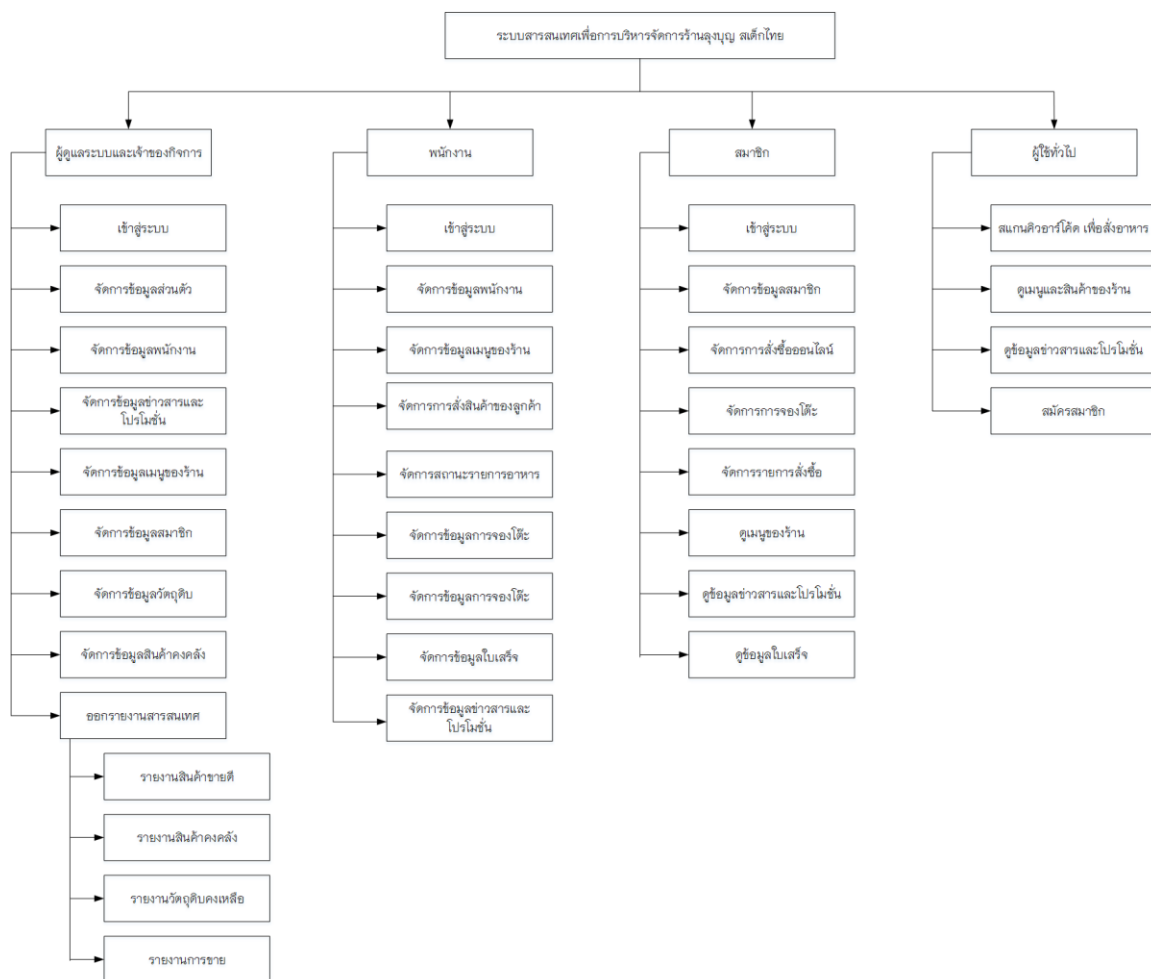 ระบบสารสนเทศเพื่อการบริหารจัดการร้านลุงบุญ สเต็กไทย
ผู้ดูแลระบบและเจ้าของกิจการ
เข้าสู่ระบบ
จัดการข้อมูลส่วนตัว
จัดการข้อมูลพนักงาน
จัดการข้อมูลข่าวสารและ
โปรโมชั่น
จัดการข้อมูลเมนูของร้าน
จัดการข้อมูลสมาชิก
จัดการข้อมูลวัตถุดิบ
จัดการข้อมูลสินค้าคงคลัง
ออกรายงานสารสนเทศ
รายงานสินค้าขายดี
รายงานสินค้าคงคลัง
รายงานวัตถุดิบคงเหลือ
รายงานการขาย
พนักงาน
เข้าสู่ระบบ
จัดการข้อมูลพนักงาน
จัดการข้อมูลเมนูของร้าน
จัดการการสั่งสินค้าของลูกค้า
จัดการสถานะรายการอาหาร
จัดการข้อมูลการจองโต๊ะ
จัดการข้อมูลการจองโต๊ะ
จัดการข้อมูลใบเสร็จ
จัดการข้อมูลข่าวสารและ
โปรโมชั่น
สมาชิก
เข้าสู่ระบบ
จัดการข้อมูลสมาชิก
จัดการการสั่งซื้อออนไลน์
จัดการการจองโต๊ะ
จัดการรายการสั่งซื้อ
ดูเมนูของร้าน
ดูข้อมูลข่าวสารและโปรโมชั่น
ดูข้อมูลใบเสร็จ
ผู้ใช้ทั่วไป
สแกนคิวอาร์โค้ด เพื่อสั่งอาหาร
ดูเมนูและสินค้าของร้าน
ดูข้อมูลข่าวสารและโปรโมชั่น
สมัครสมาชิก